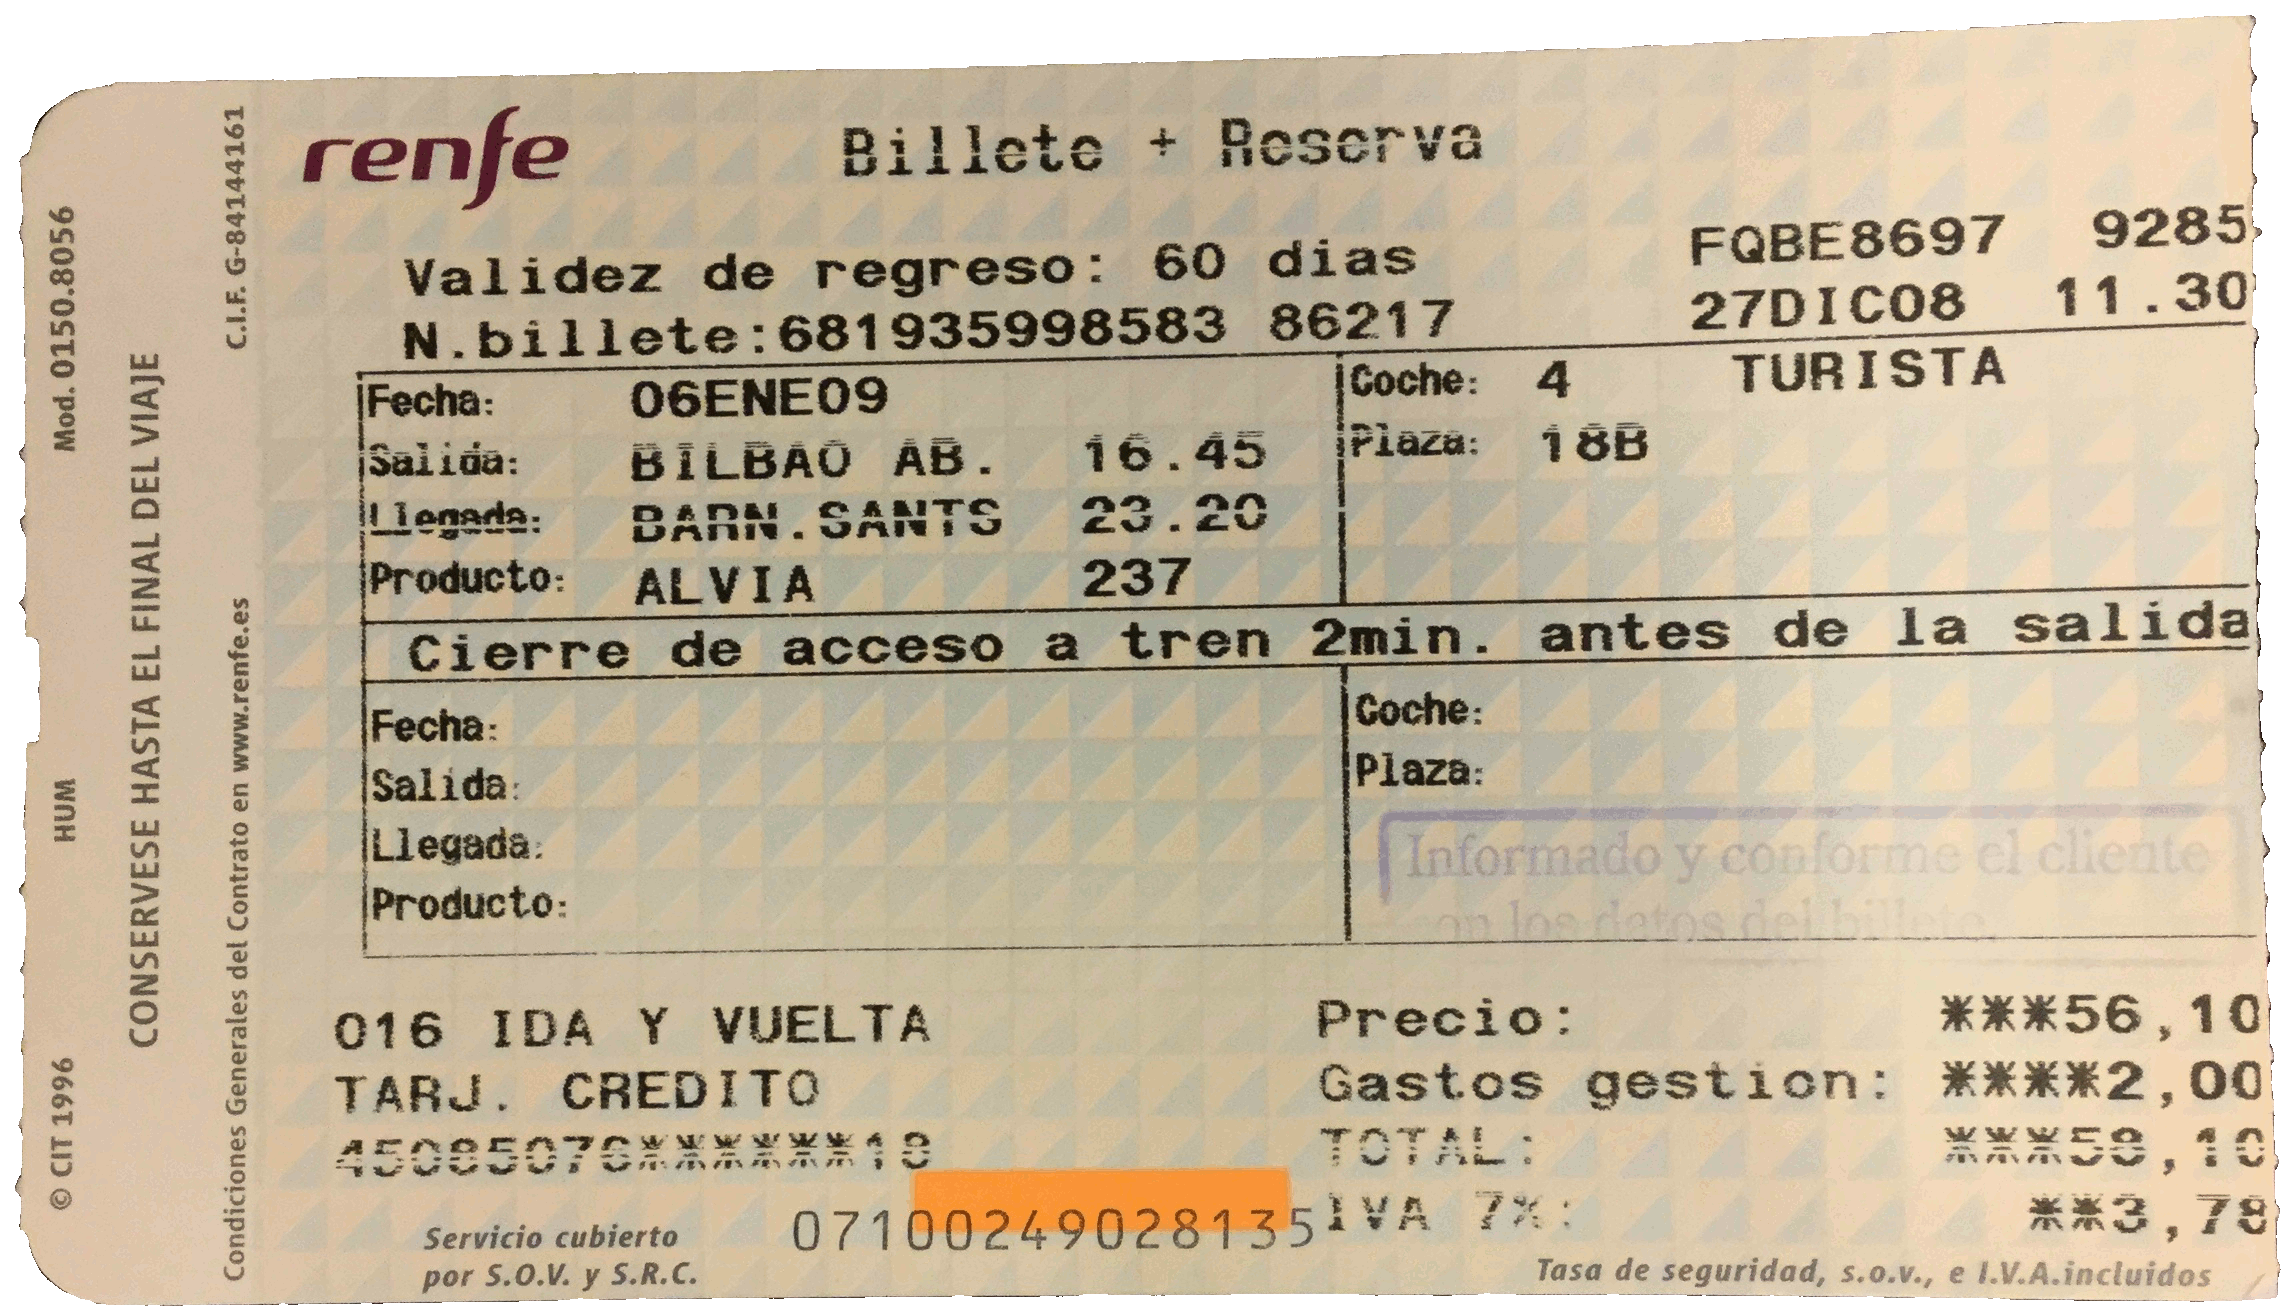 renfe
Billete + Reserva
Validez de regreso: 60 dias
FQBE8697 9285
N.billete:681935998583 86217
27DIC08 11.30
Fecha: 06ENE09
Coche: 4 TURISTA
Salida: BILBAO AB. 16.45
Plaza: 18B
Llegada: BARN.SANTS 23.20
Producto: ALVIA 237
Cierre de acceso a tren 2min. antes de la salida
Fecha:
Coche:
Salida:
Plaza:
Llegada:
Producto:
Informado y conforme el cliente
con los datos del billete.
016 IDA Y VUELTA
Precio: ***56,10
TARJ. CREDITO
Gastos gestion: ****2,00
45085076******18
TOTAL: ***58,10
IVA 7%: **3,78
07100249028135
Servicio cubierto
por S.O.V. y S.R.C.
Tasa de seguridad, s.o.v., e I.V.A.incluidos
© CIT 1996 HUM Mod. 0150.8056
CONSERVESE HASTA EL FINAL DEL VIAJE
Condiciones Generales del Contrato en www.renfe.es C.I.F. G-84144161